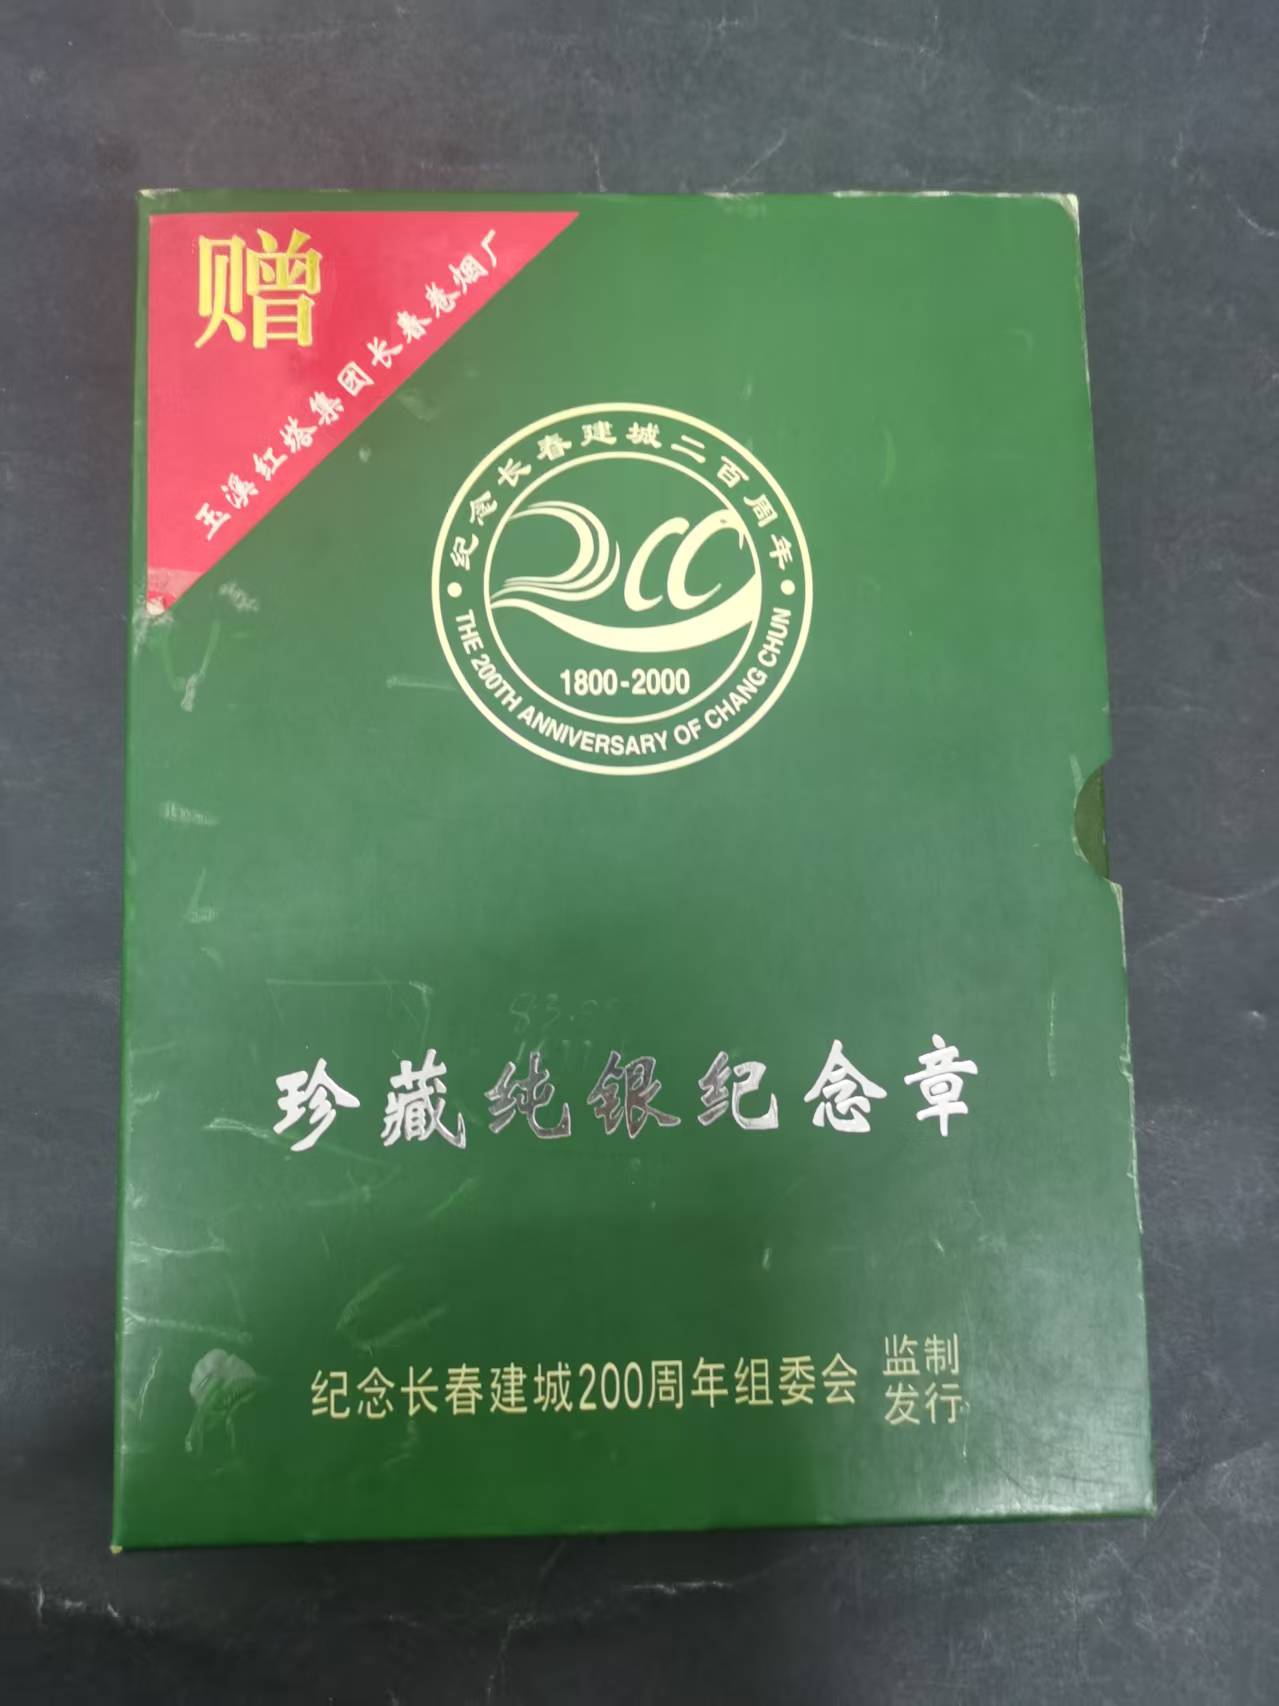 赠
玉溪红塔集团长春卷烟厂
纪念长春建城二百周年
200
1800-2000
THE 200TH ANNIVERSARY OF CHANG CHUN
珍藏纯银纪念章
纪念长春建城200周年组委会 监制
发行